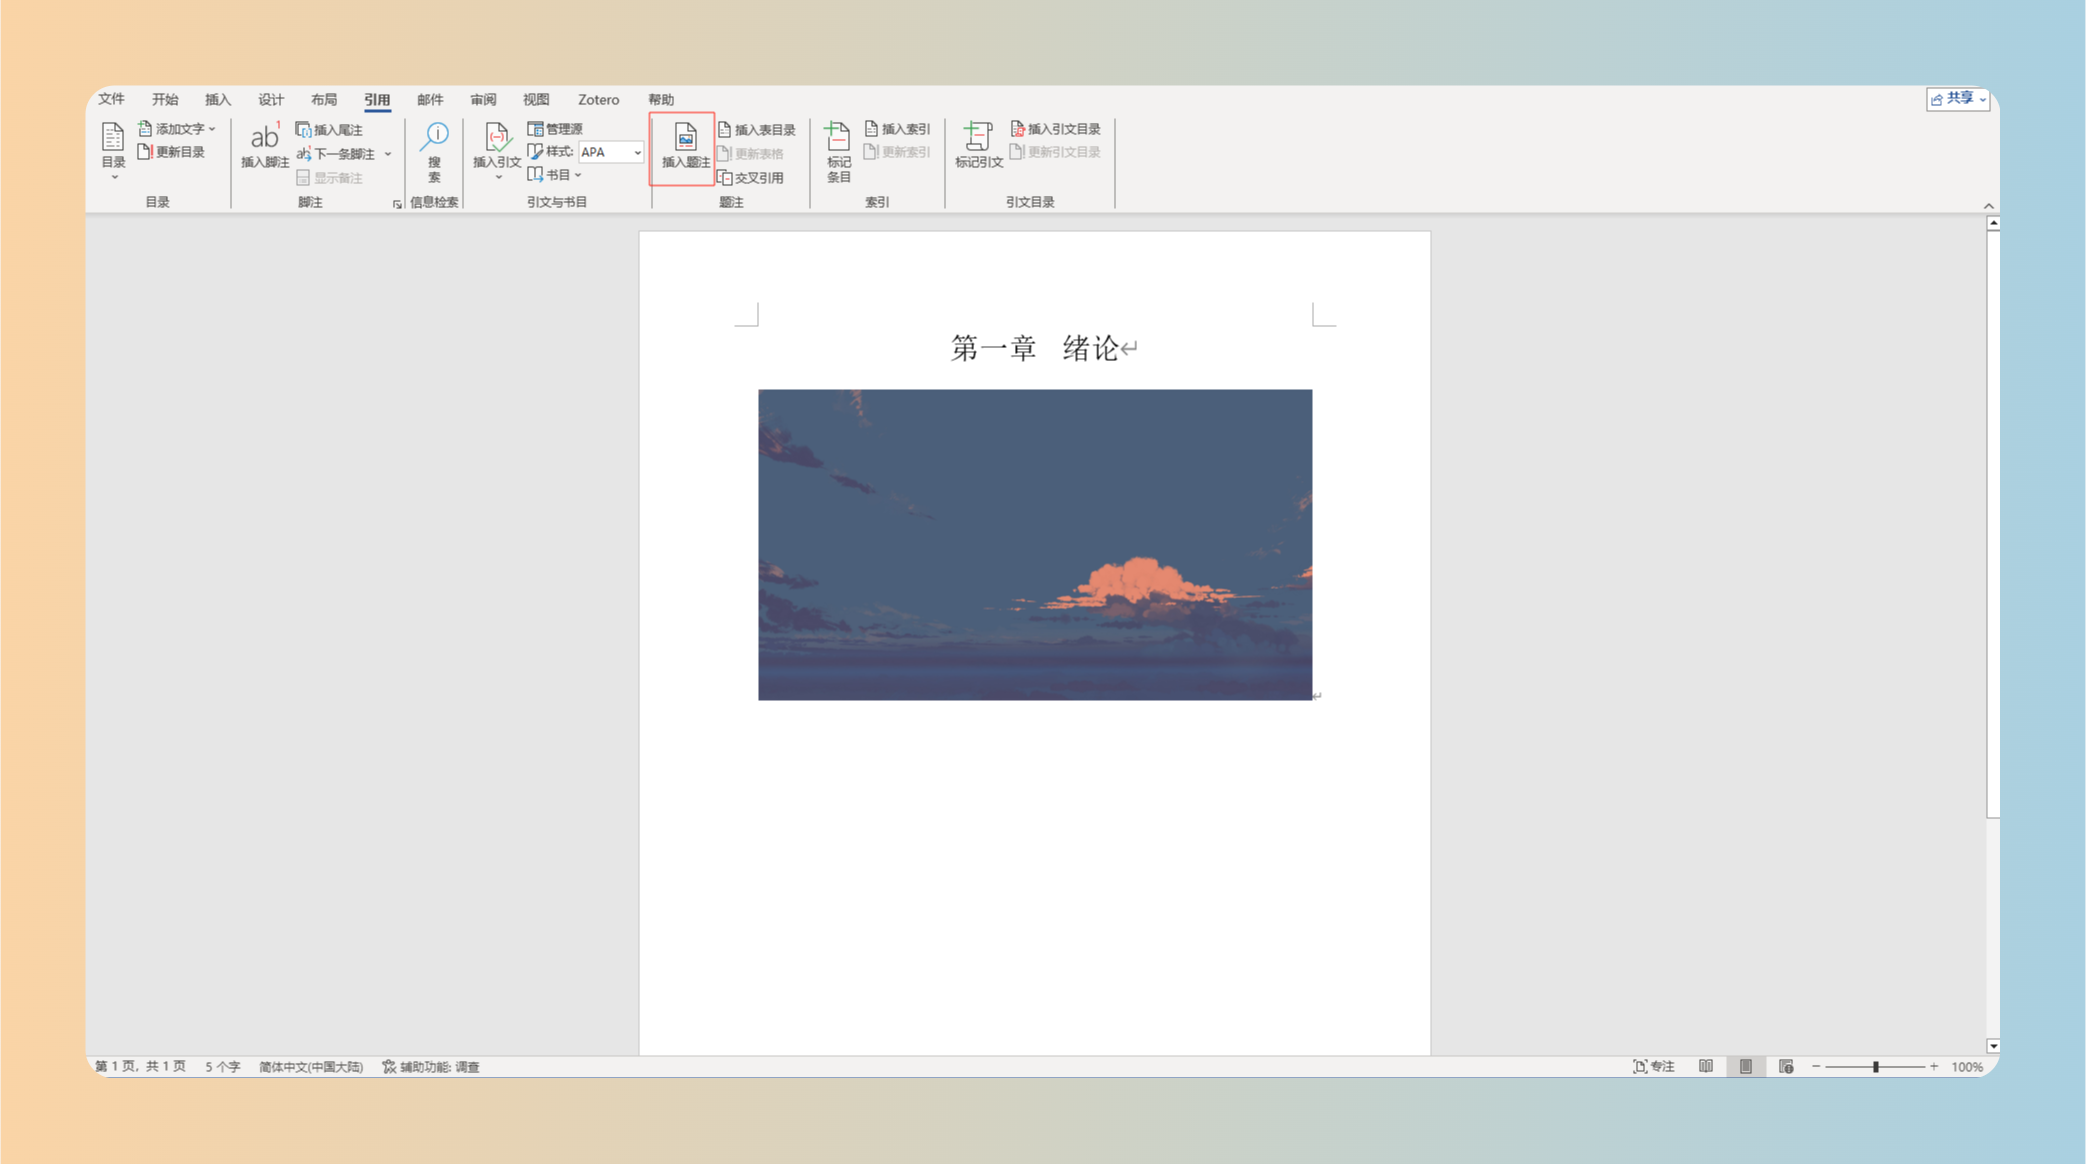 文件 开始 插入 设计 布局 引用 邮件 审阅 视图 Zotero 帮助 共享
目录 添加文字 更新目录
目录
ab1 插入脚注 插入尾注 下一条脚注 显示备注
脚注
搜索
信息检索
插入引文 管理源 样式: APA 书目
引文与书目
插入题注 插入表目录 更新表格 交叉引用
题注
标记条目 插入索引 更新索引
索引
标记引文 插入引文目录 更新引文目录
引文目录
第一章 绪论
第 1 页, 共 1 页 5 个字 简体中文(中国大陆) 辅助功能: 调查 专注 100%